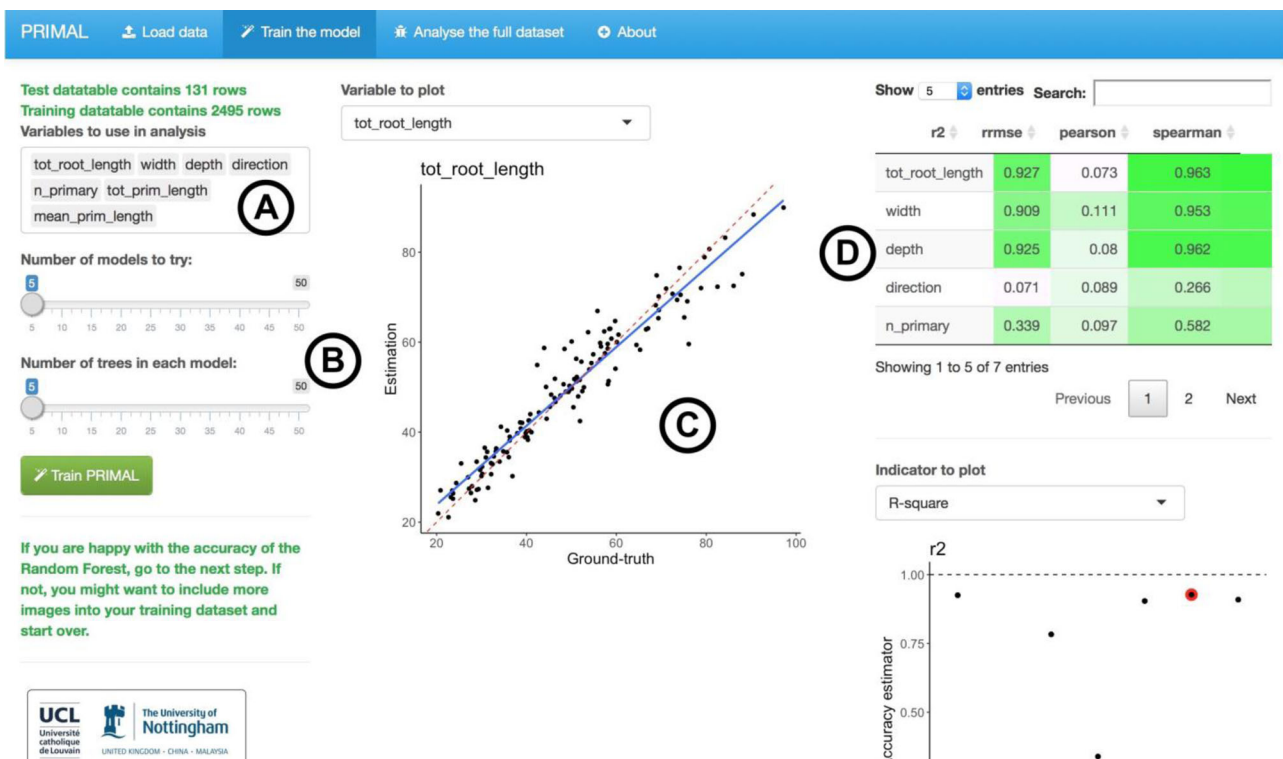 PRIMAL Load data Train the model Analyse the full dataset About
Test datatable contains 131 rows
Training datatable contains 2495 rows
Variables to use in analysis
tot_root_length width depth direction
n_primary tot_prim_length
mean_prim_length
A
Number of models to try:
5 50
5 10 15 20 25 30 35 40 45 50
B
Number of trees in each model:
5 50
5 10 15 20 25 30 35 40 45 50
Train PRIMAL
If you are happy with the accuracy of the
Random Forest, go to the next step. If
not, you might want to include more
images into your training dataset and
start over.
UCL
Université
catholique
de Louvain
The University of
Nottingham
UNITED KINGDOM · CHINA · MALAYSIA
Variable to plot
tot_root_length
tot_root_length
80
60
40
20
Estimation
C
20 40 60 80 100
Ground-truth
Show 5 entries Search:
r2 rrmse pearson spearman
D
tot_root_length 0.927 0.073 0.963
width 0.909 0.111 0.953
depth 0.925 0.08 0.962
direction 0.071 0.089 0.266
n_primary 0.339 0.097 0.582
Showing 1 to 5 of 7 entries
Previous 1 2 Next
Indicator to plot
R-square
r2
1.00
0.75
0.50
accuracy estimator